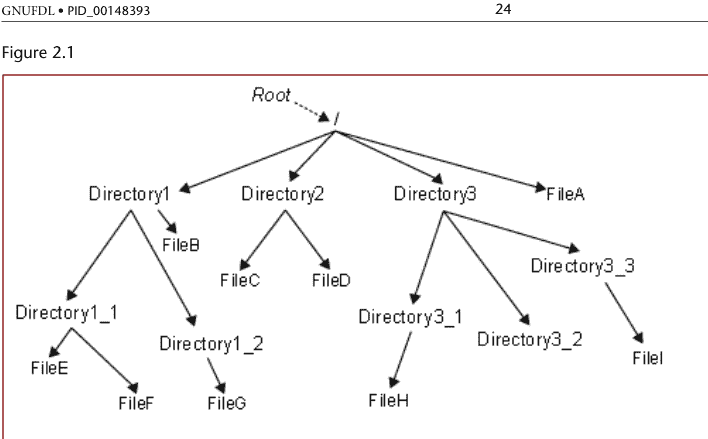 GNUFDL • PID_00148393 24
Figure 2.1
Root
/
Directory1 Directory2 Directory3 FileA
FileB
FileC FileD Directory3_3
Directory1_1 Directory3_1
Directory1_2 Directory3_2
FileI
FileE
FileF FileG FileH